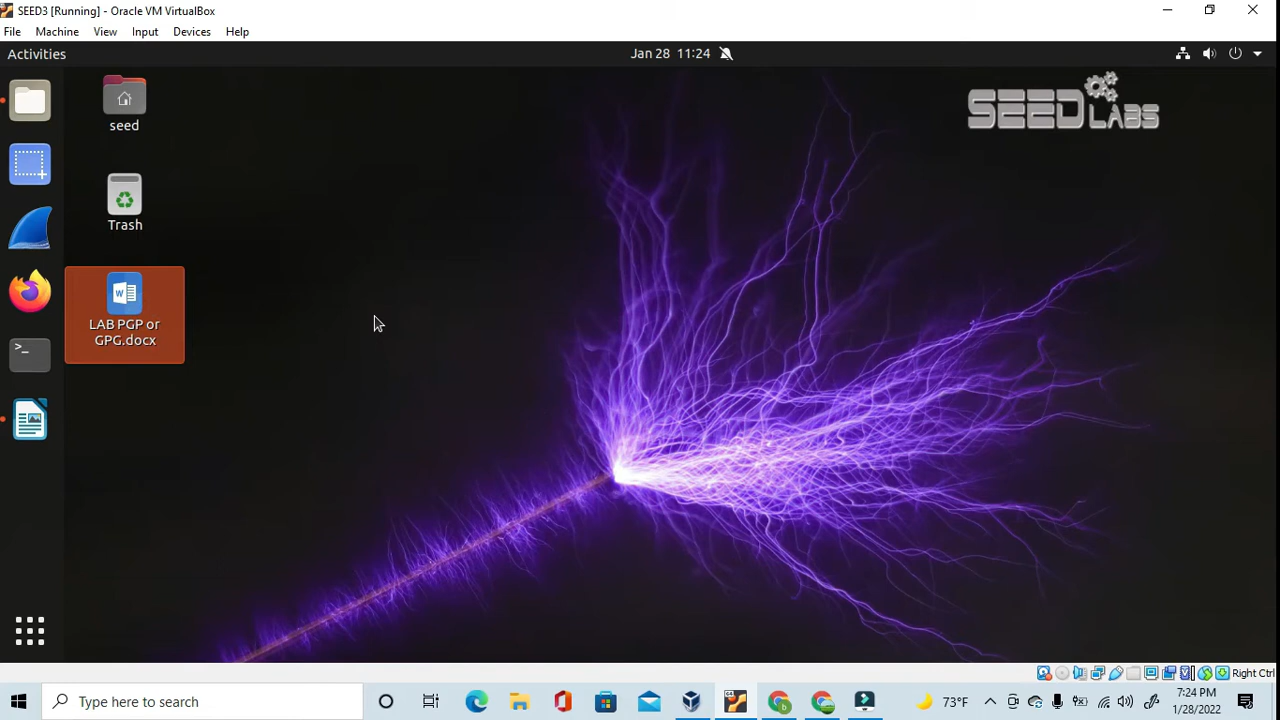 SEED3 [Running] - Oracle VM VirtualBox
File Machine View Input Devices Help
Activities
Jan 28 11:24
SEED LABS
seed
Trash
LAB PGP or
GPG.docx
Right Ctrl
Type here to search
73°F
7:24 PM
1/28/2022